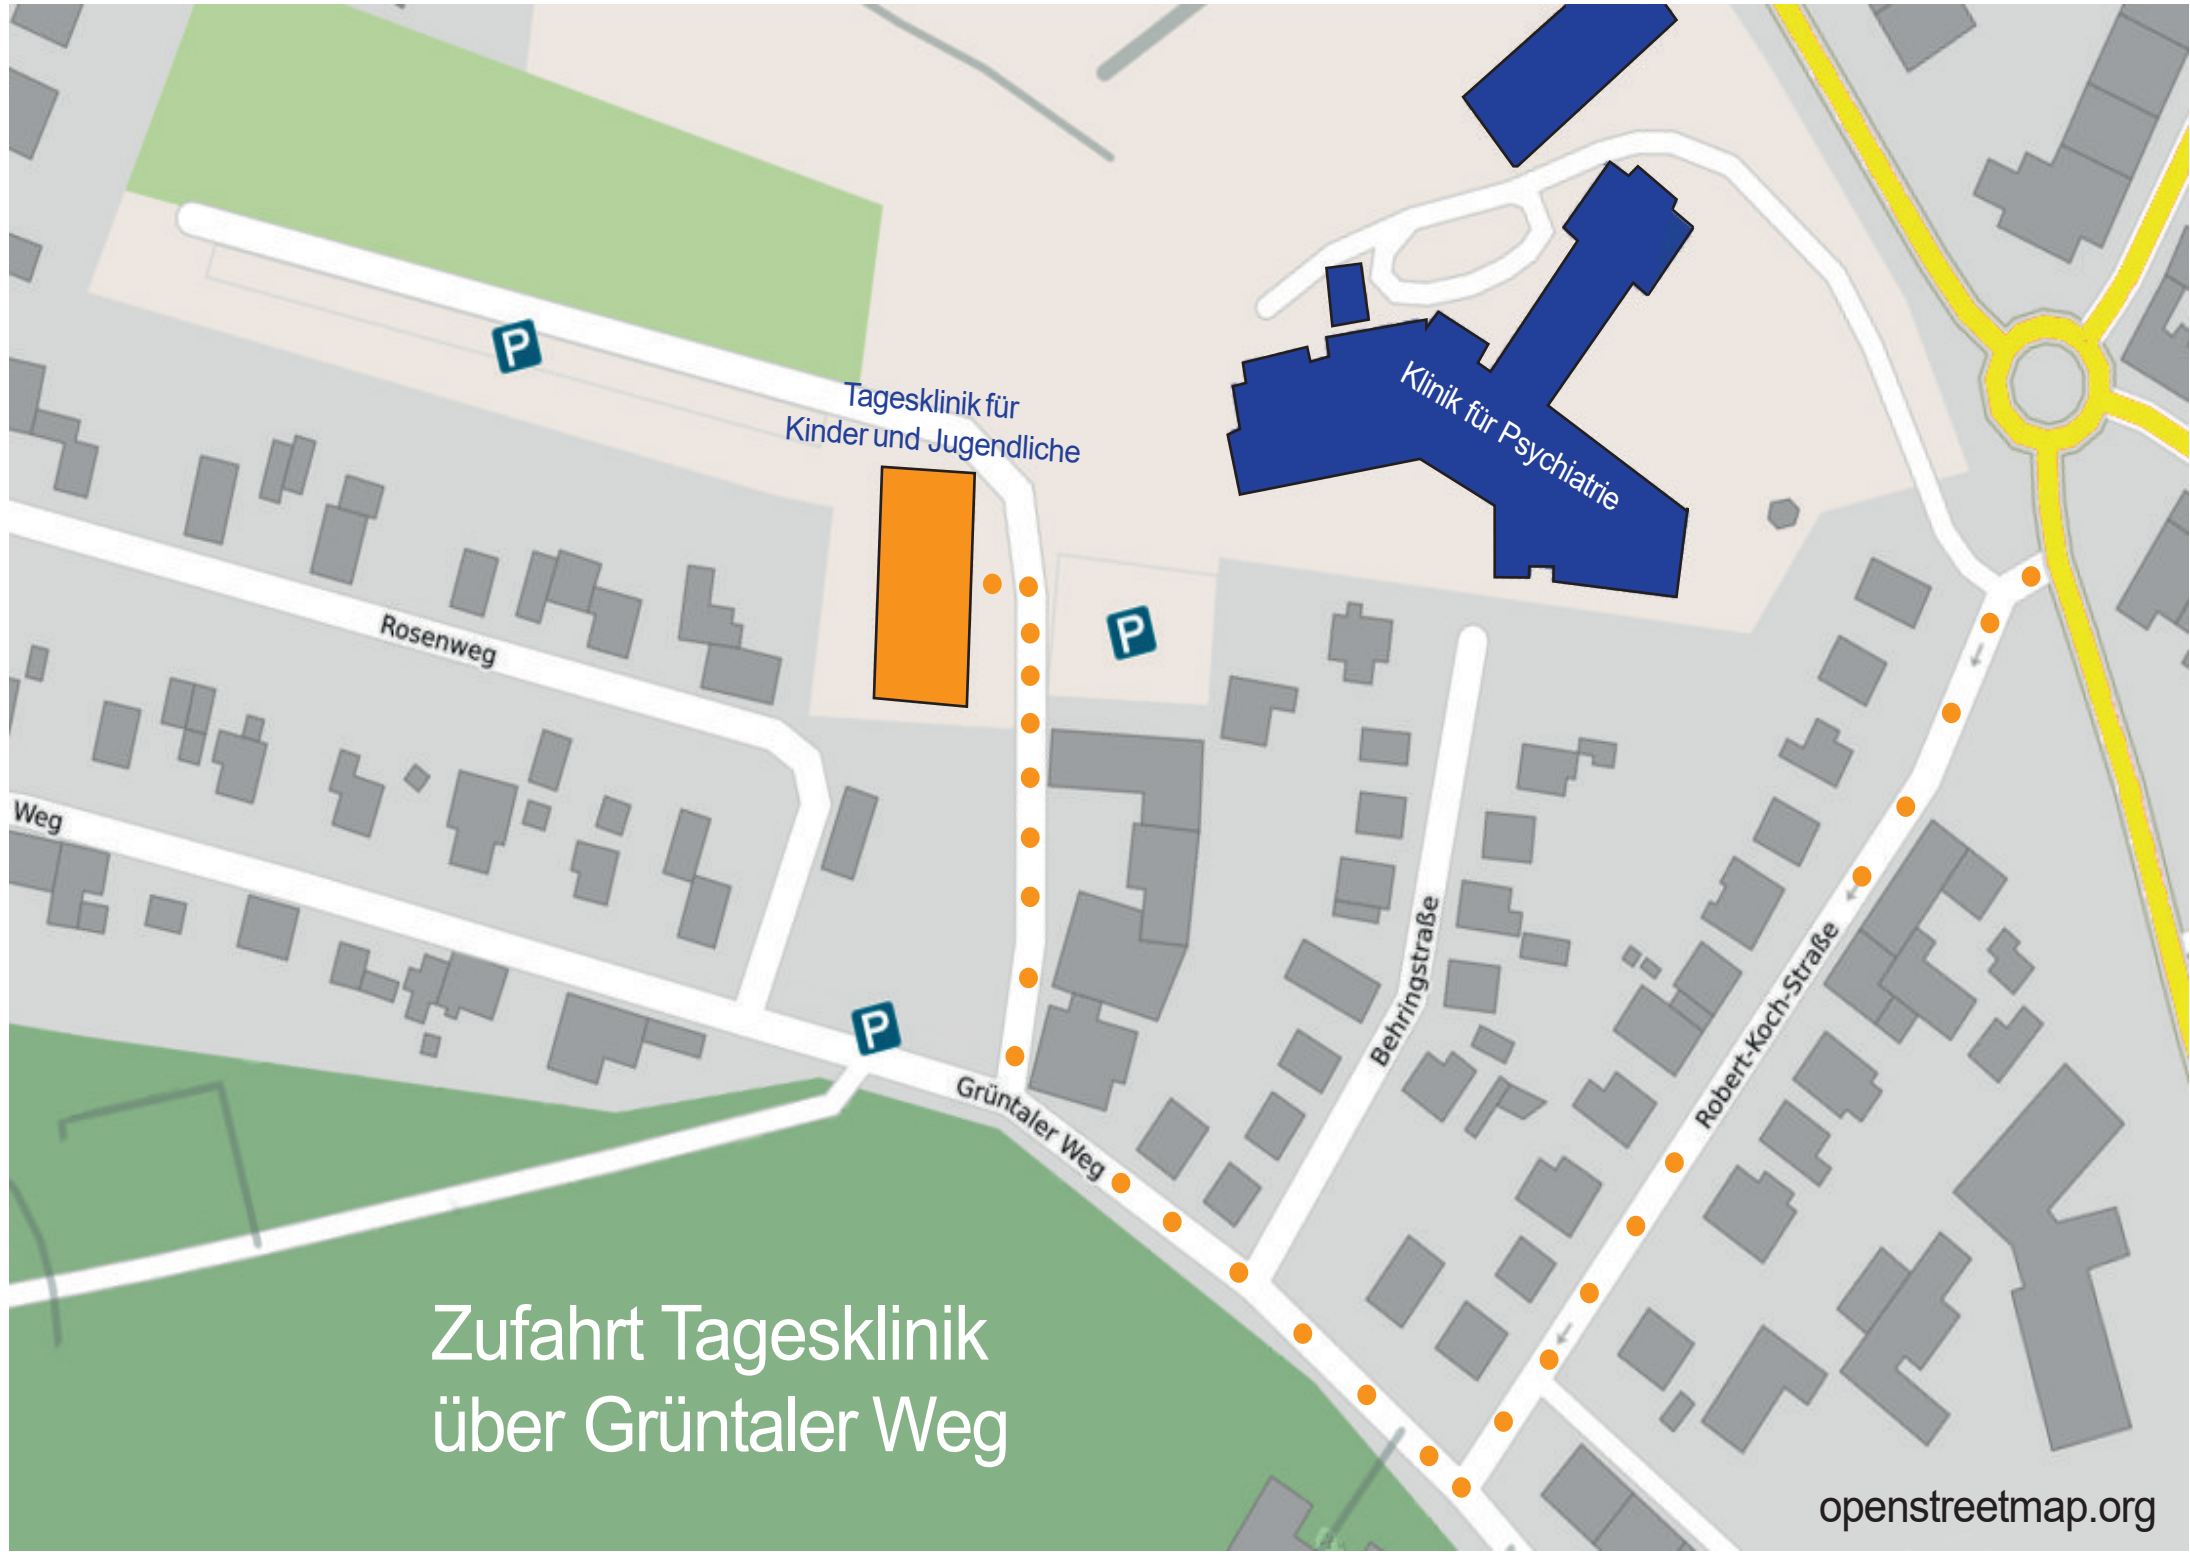 P
Tagesklinik für
Kinder und Jugendliche
Klinik für Psychiatrie
P
Rosenweg
Weg
Behringstraße
Robert-Koch-Straße
P
Grüntaler Weg
Zufahrt Tagesklinik
über Grüntaler Weg
openstreetmap.org